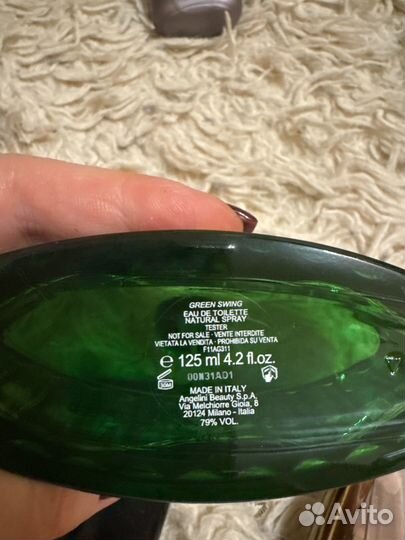 GREEN SWING
EAU DE TOILETTE
NATURAL SPRAY
TESTER
NOT FOR SALE - VENTE INTERDITE
VIETATA LA VENDITA - PROHIBIDA SU VENTA
F11AG311
e 125 ml 4.2 fl.oz.
00N31A01
MADE IN ITALY
Angelini Beauty S.p.A.
Via Melchiorre Gioia, 8
20124 Milano - Italia
79% VOL.
Avito